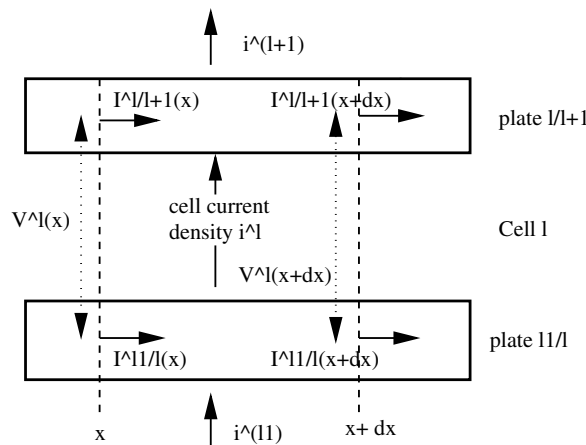 i^(l+1)
I^l/l+1(x)
I^l/l+1(x+dx)
plate l/l+1
cell current
density i^l
V^l(x)
Cell l
V^l(x+dx)
plate l1/l
I^l1/l(x)
I^l1/l(x+dx)
x
i^(l1)
x+ dx